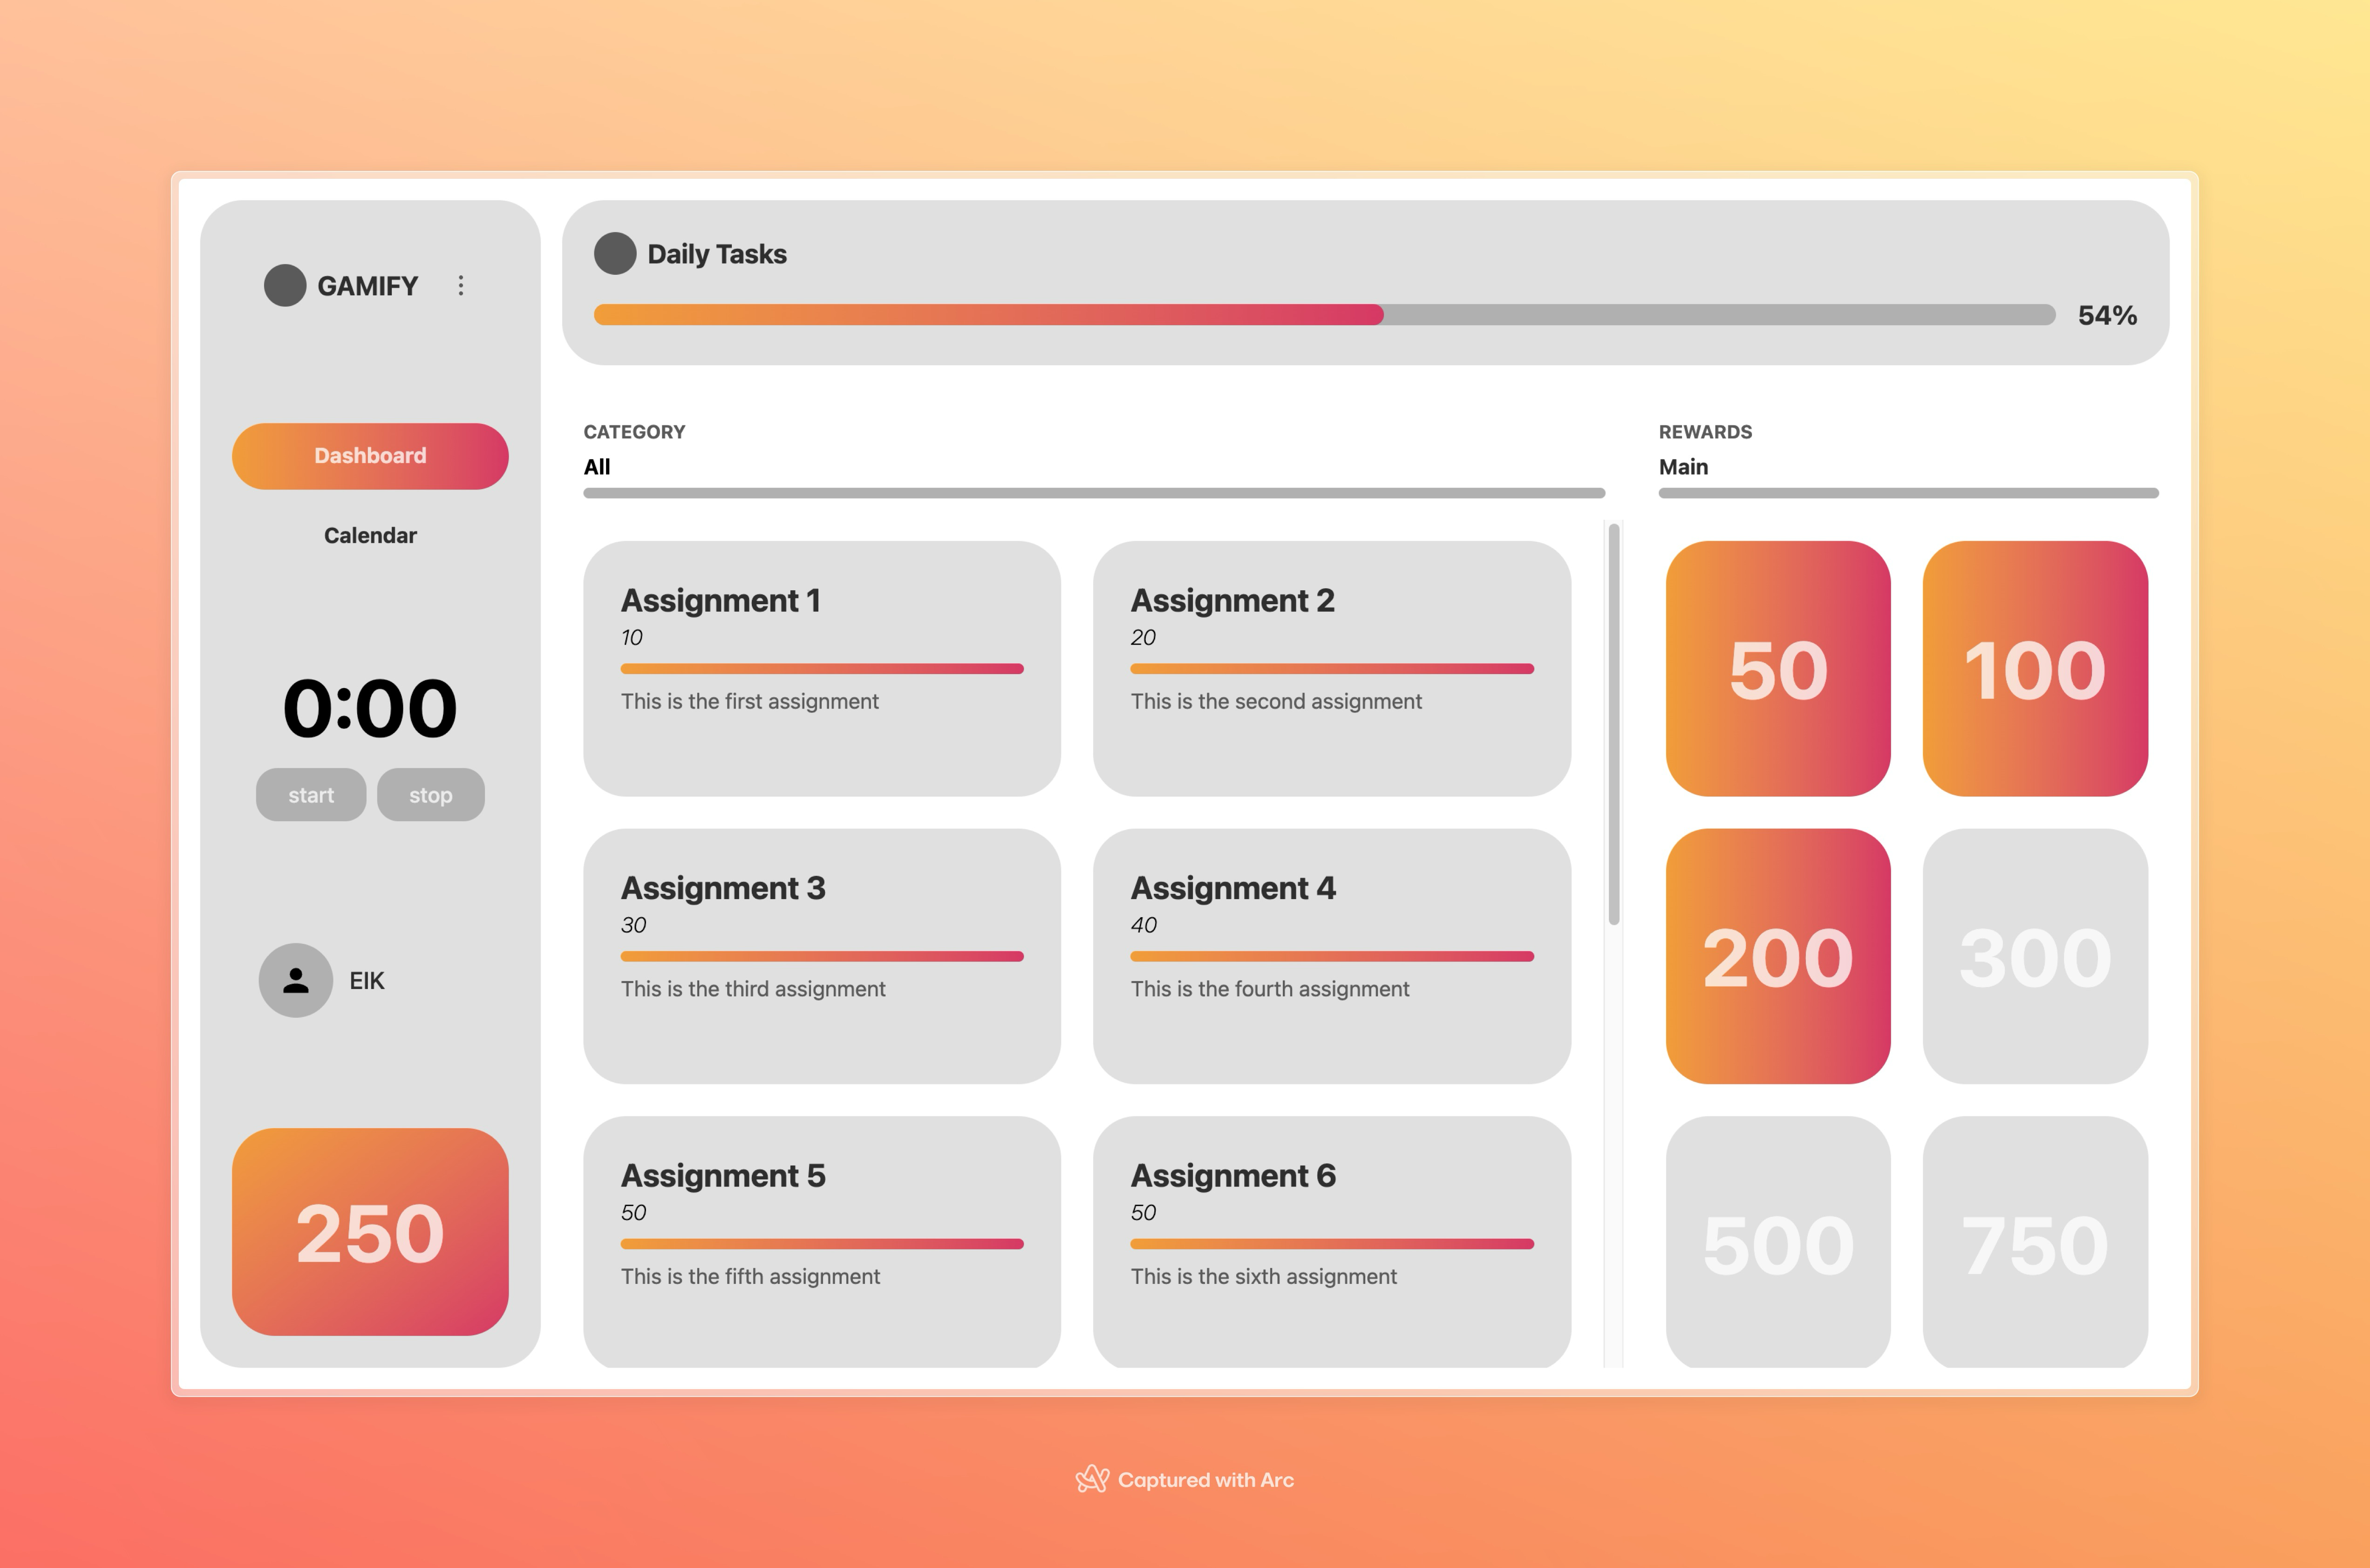 GAMIFY
Dashboard
Calendar
0:00
start
stop
EIK
250
Daily Tasks
54%
CATEGORY
All
Assignment 1
10
This is the first assignment
Assignment 2
20
This is the second assignment
Assignment 3
30
This is the third assignment
Assignment 4
40
This is the fourth assignment
Assignment 5
50
This is the fifth assignment
Assignment 6
50
This is the sixth assignment
REWARDS
Main
50
100
200
300
500
750
Captured with Arc